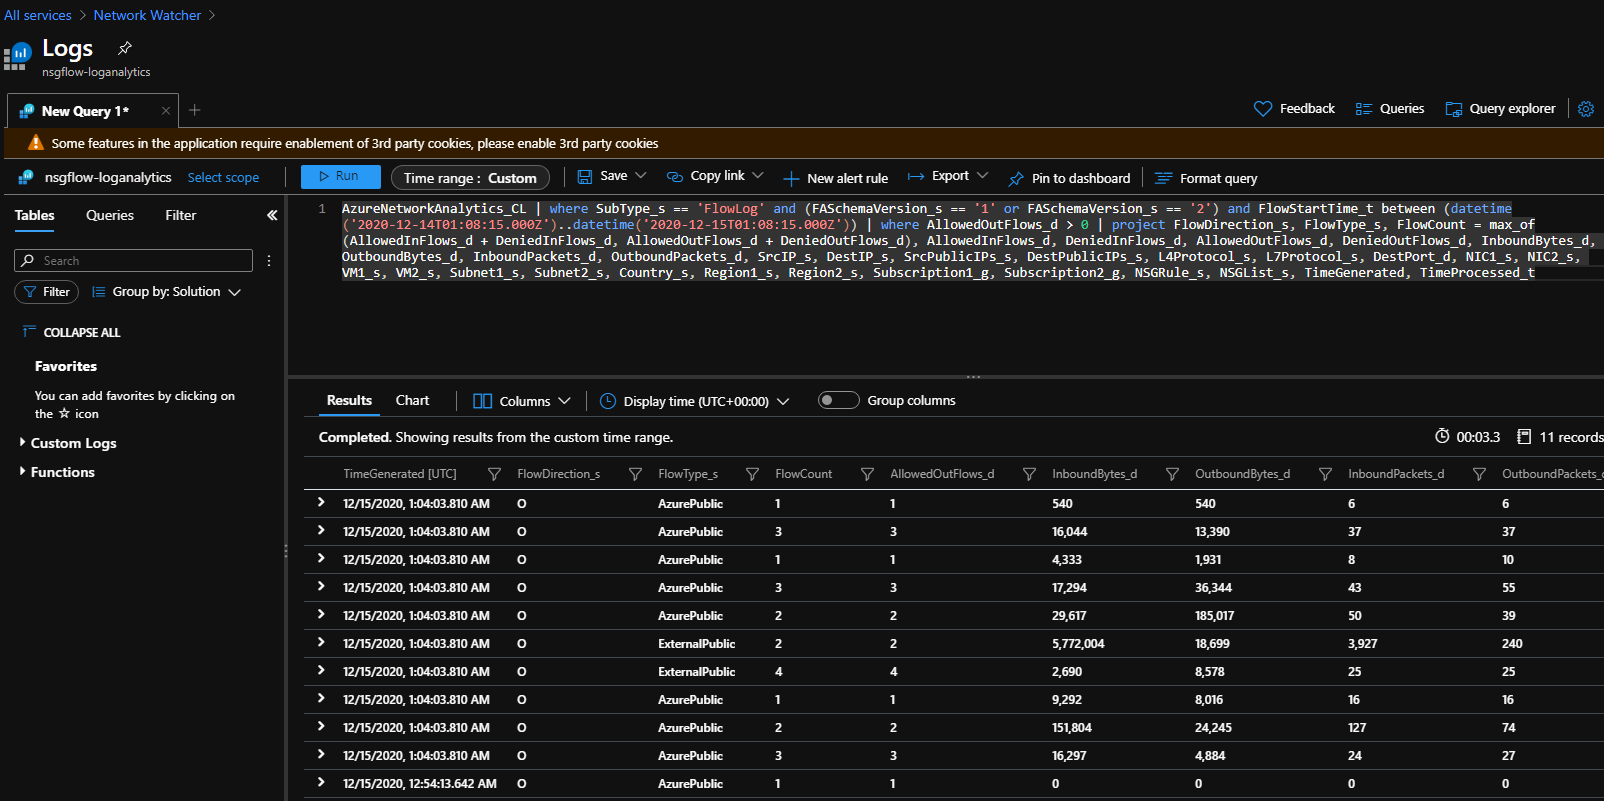 All services > Network Watcher >
Logs
nsgflow-loganalytics
New Query 1*
Feedback Queries Query explorer
Some features in the application require enablement of 3rd party cookies, please enable 3rd party cookies
nsgflow-loganalytics Select scope Run Time range : Custom Save Copy link New alert rule Export Pin to dashboard Format query
Tables Queries Filter
Search
Filter Group by: Solution
COLLAPSE ALL
Favorites
You can add favorites by clicking on
the ☆ icon
Custom Logs
Functions
1 AzureNetworkAnalytics_CL | where SubType_s == 'FlowLog' and (FASchemaVersion_s == '1' or FASchemaVersion_s == '2') and FlowStartTime_t between (datetime
('2020-12-14T01:08:15.000Z')..datetime('2020-12-15T01:08:15.000Z')) | where AllowedOutFlows_d > 0 | project FlowDirection_s, FlowType_s, FlowCount = max_of
(AllowedInFlows_d + DeniedInFlows_d, AllowedOutFlows_d + DeniedOutFlows_d), AllowedInFlows_d, DeniedInFlows_d, AllowedOutFlows_d, DeniedOutFlows_d, InboundBytes_d,
OutboundBytes_d, InboundPackets_d, OutboundPackets_d, SrcIP_s, DestIP_s, SrcPublicIPs_s, DestPublicIPs_s, L4Protocol_s, L7Protocol_s, DestPort_d, NIC1_s, NIC2_s,
VM1_s, VM2_s, Subnet1_s, Subnet2_s, Country_s, Region1_s, Region2_s, Subscription1_g, Subscription2_g, NSGRule_s, NSGList_s, TimeGenerated, TimeProcessed_t
Results Chart Columns Display time (UTC+00:00) Group columns
Completed. Showing results from the custom time range. 00:03.3 11 records
TimeGenerated [UTC] FlowDirection_s FlowType_s FlowCount AllowedOutFlows_d InboundBytes_d OutboundBytes_d InboundPackets_d OutboundPackets_d
12/15/2020, 1:04:03.810 AM O AzurePublic 1 1 540 540 6 6
12/15/2020, 1:04:03.810 AM O AzurePublic 3 3 16,044 13,390 37 37
12/15/2020, 1:04:03.810 AM O AzurePublic 1 1 4,333 1,931 8 10
12/15/2020, 1:04:03.810 AM O AzurePublic 3 3 17,294 36,344 43 55
12/15/2020, 1:04:03.810 AM O AzurePublic 2 2 29,617 185,017 50 39
12/15/2020, 1:04:03.810 AM O ExternalPublic 2 2 5,772,004 18,699 3,927 240
12/15/2020, 1:04:03.810 AM O ExternalPublic 4 4 2,690 8,578 25 25
12/15/2020, 1:04:03.810 AM O AzurePublic 1 1 9,292 8,016 16 16
12/15/2020, 1:04:03.810 AM O AzurePublic 2 2 151,804 24,245 127 74
12/15/2020, 1:04:03.810 AM O AzurePublic 3 3 16,297 4,884 24 27
12/15/2020, 12:54:13.642 AM O AzurePublic 1 1 0 0 0 0